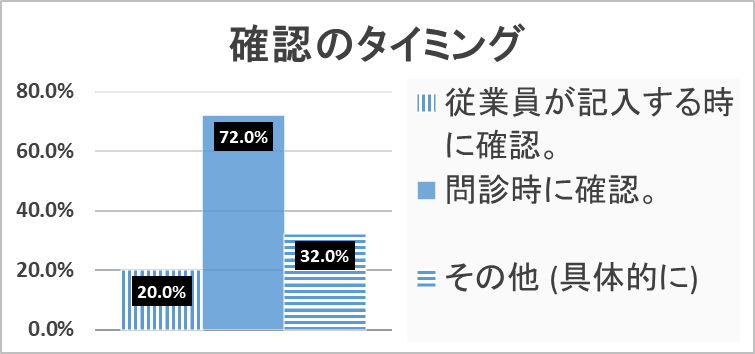 確認のタイミング
80.0%
60.0%
40.0%
20.0%
0.0%
20.0%
72.0%
32.0%
従業員が記入する時
に確認。
問診時に確認。
その他 (具体的に)